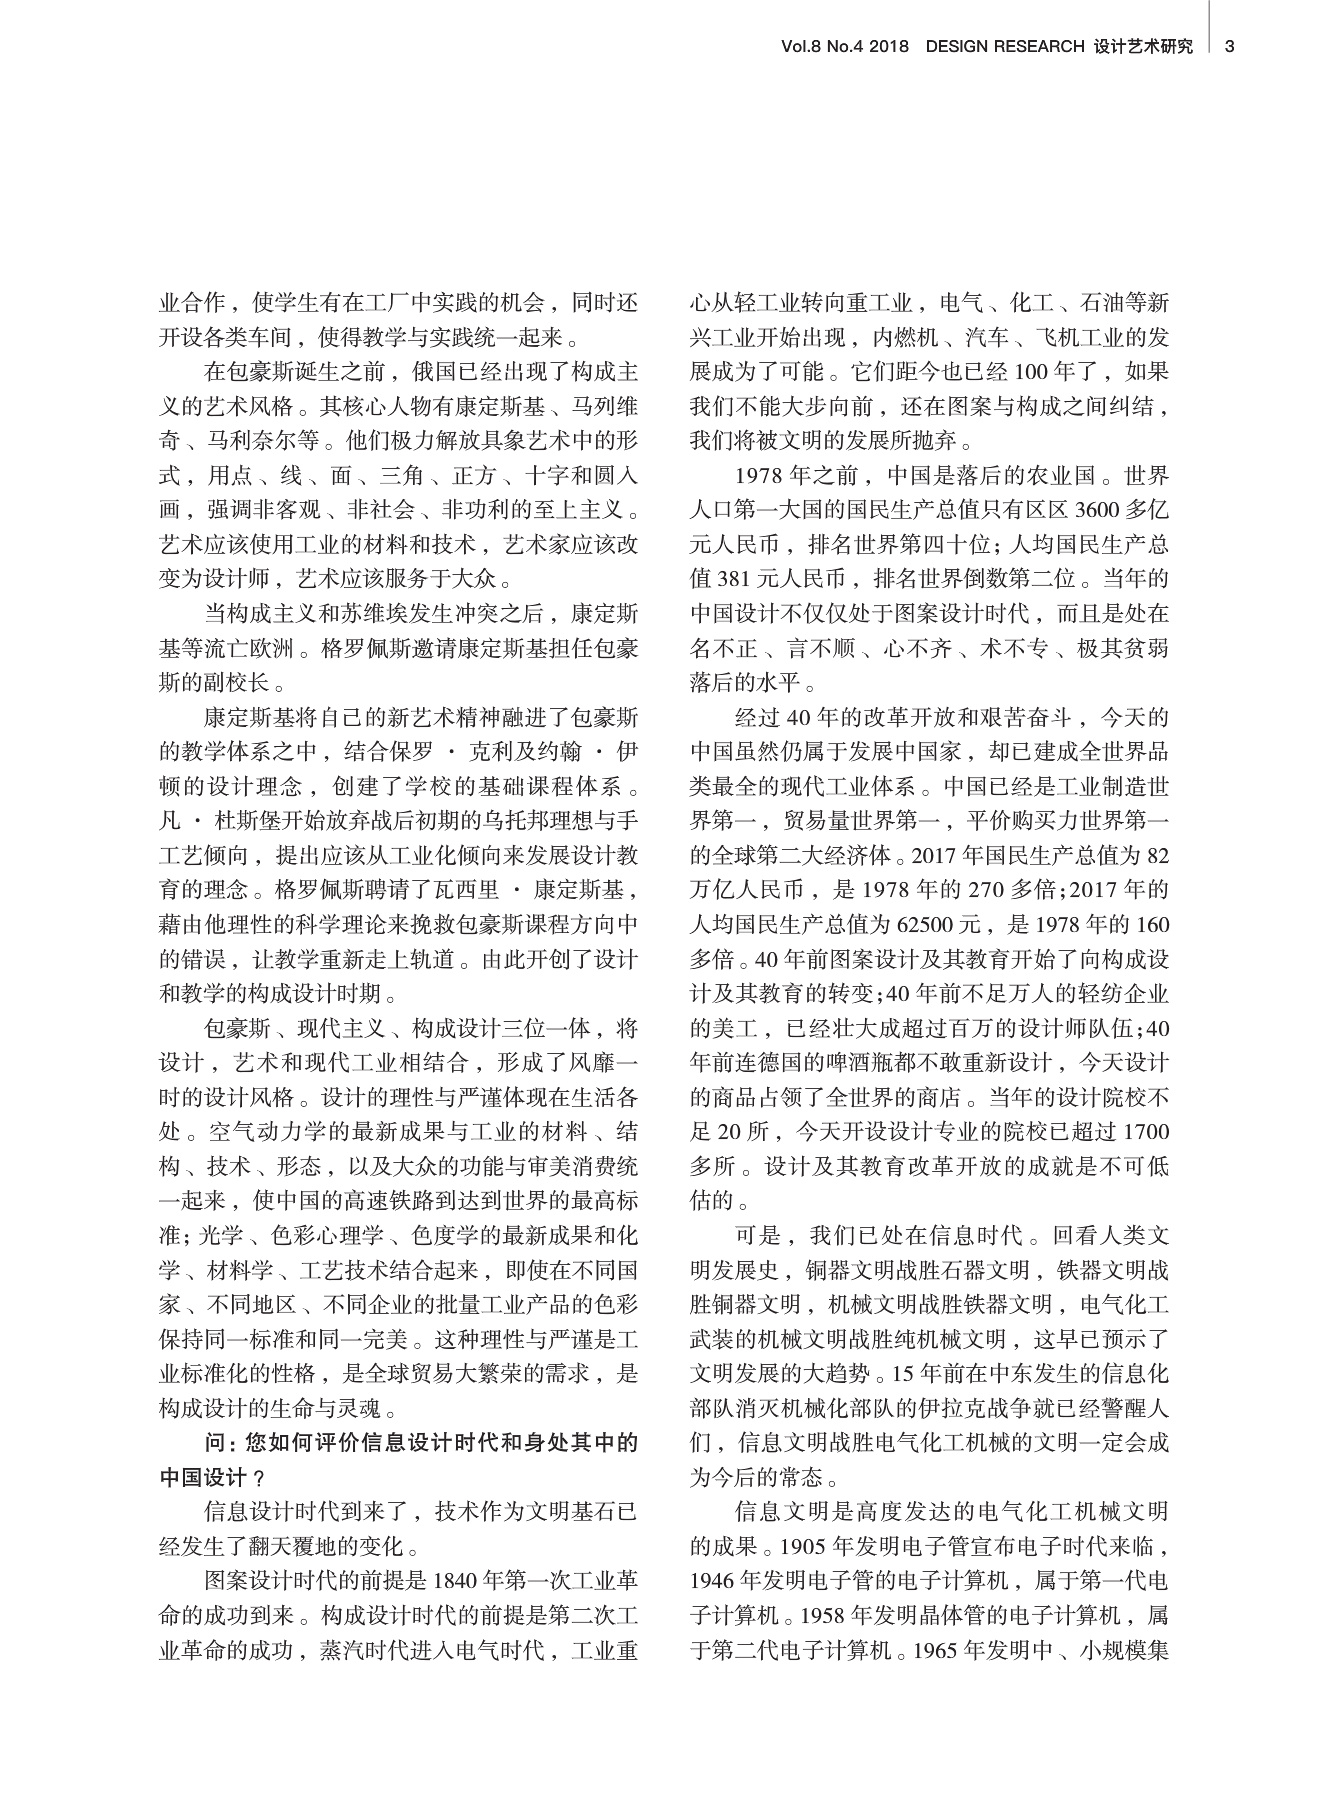 Vol.8 No.4 2018 DESIGN RESEARCH 设计艺术研究 3
业合作，使学生有在工厂中实践的机会，同时还
开设各类车间，使得教学与实践统一起来。
在包豪斯诞生之前，俄国已经出现了构成主
义的艺术风格。其核心人物有康定斯基、马列维
奇、马利奈尔等。他们极力解放具象艺术中的形
式，用点、线、面、三角、正方、十字和圆入
画，强调非客观、非社会、非功利的至上主义。
艺术应该使用工业的材料和技术，艺术家应该改
变为设计师，艺术应该服务于大众。
当构成主义和苏维埃发生冲突之后，康定斯
基等流亡欧洲。格罗佩斯邀请康定斯基担任包豪
斯的副校长。
康定斯基将自己的新艺术精神融进了包豪斯
的教学体系之中，结合保罗·克利及约翰·伊
顿的设计理念，创建了学校的基础课程体系。
凡·杜斯堡开始放弃战后初期的乌托邦理想与手
工艺倾向，提出应该从工业化倾向来发展设计教
育的理念。格罗佩斯聘请了瓦西里·康定斯基，
藉由他理性的科学理论来挽救包豪斯课程方向中
的错误，让教学重新走上轨道。由此开创了设计
和教学的构成设计时期。
包豪斯、现代主义、构成设计三位一体，将
设计，艺术和现代工业相结合，形成了风靡一
时的设计风格。设计的理性与严谨体现在生活各
处。空气动力学的最新成果与工业的材料、结
构、技术、形态，以及大众的功能与审美消费统
一起来，使中国的高速铁路到达到世界的最高标
准；光学、色彩心理学、色度学的最新成果和化
学、材料学、工艺技术结合起来，即使在不同国
家、不同地区、不同企业的批量工业产品的色彩
保持同一标准和同一完美。这种理性与严谨是工
业标准化的性格，是全球贸易大繁荣的需求，是
构成设计的生命与灵魂。
问：您如何评价信息设计时代和身处其中的
中国设计？
信息设计时代到来了，技术作为文明基石已
经发生了翻天覆地的变化。
图案设计时代的前提是 1840 年第一次工业革
命的成功到来。构成设计时代的前提是第二次工
业革命的成功，蒸汽时代进入电气时代，工业重
心从轻工业转向重工业，电气、化工、石油等新
兴工业开始出现，内燃机、汽车、飞机工业的发
展成为了可能。它们距今也已经 100 年了，如果
我们不能大步向前，还在图案与构成之间纠结，
我们将被文明的发展所抛弃。
1978 年之前，中国是落后的农业国。世界
人口第一大国的国民生产总值只有区区 3600 多亿
元人民币，排名世界第四十位；人均国民生产总
值 381 元人民币，排名世界倒数第二位。当年的
中国设计不仅仅处于图案设计时代，而且是处在
名不正、言不顺、心不齐、术不专、极其贫弱
落后的水平。
经过 40 年的改革开放和艰苦奋斗，今天的
中国虽然仍属于发展中国家，却已建成全世界品
类最全的现代工业体系。中国已经是工业制造世
界第一，贸易量世界第一，平价购买力世界第一
的全球第二大经济体。2017 年国民生产总值为 82
万亿人民币，是 1978 年的 270 多倍；2017 年的
人均国民生产总值为 62500 元，是 1978 年的 160
多倍。40 年前图案设计及其教育开始了向构成设
计及其教育的转变；40 年前不足万人的轻纺企业
的美工，已经壮大成超过百万的设计师队伍；40
年前连德国的啤酒瓶都不敢重新设计，今天设计
的商品占领了全世界的商店。当年的设计院校不
足 20 所，今天开设设计专业的院校已超过 1700
多所。设计及其教育改革开放的成就是不可低
估的。
可是，我们已处在信息时代。回看人类文
明发展史，铜器文明战胜石器文明，铁器文明战
胜铜器文明，机械文明战胜铁器文明，电气化工
武装的机械文明战胜纯机械文明，这早已预示了
文明发展的大趋势。15 年前在中东发生的信息化
部队消灭机械化部队的伊拉克战争就已经警醒人
们，信息文明战胜电气化工机械的文明一定会成
为今后的常态。
信息文明是高度发达的电气化工机械文明
的成果。1905 年发明电子管宣布电子时代来临，
1946 年发明电子管的电子计算机，属于第一代电
子计算机。1958 年发明晶体管的电子计算机，属
于第二代电子计算机。1965 年发明中、小规模集